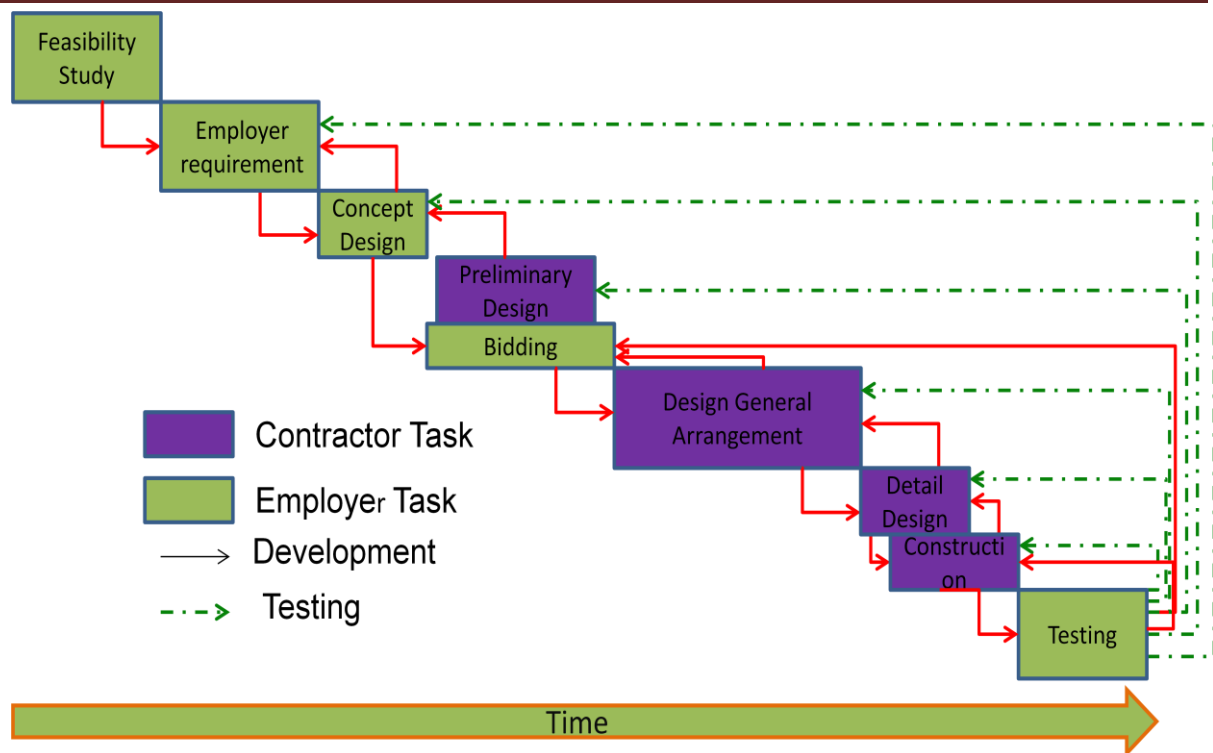 Feasibility
Study
Employer
requirement
Concept
Design
Preliminary
Design
Bidding
Design General
Arrangement
Contractor Task
Employer Task
Development
Testing
Detail
Design
Constructi
on
Testing
Time